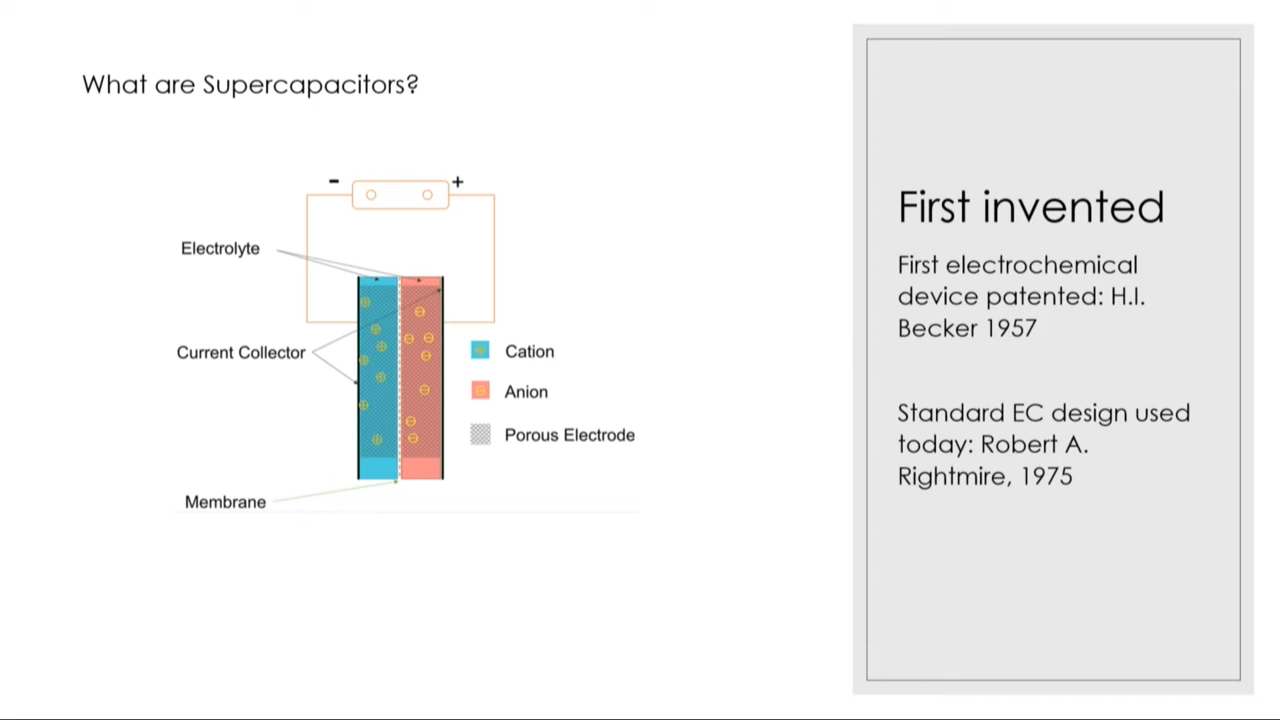 What are Supercapacitors?
- +
Electrolyte
Current Collector
Cation
Anion
Porous Electrode
Membrane
First invented
First electrochemical
device patented: H.I.
Becker 1957
Standard EC design used
today: Robert A.
Rightmire, 1975